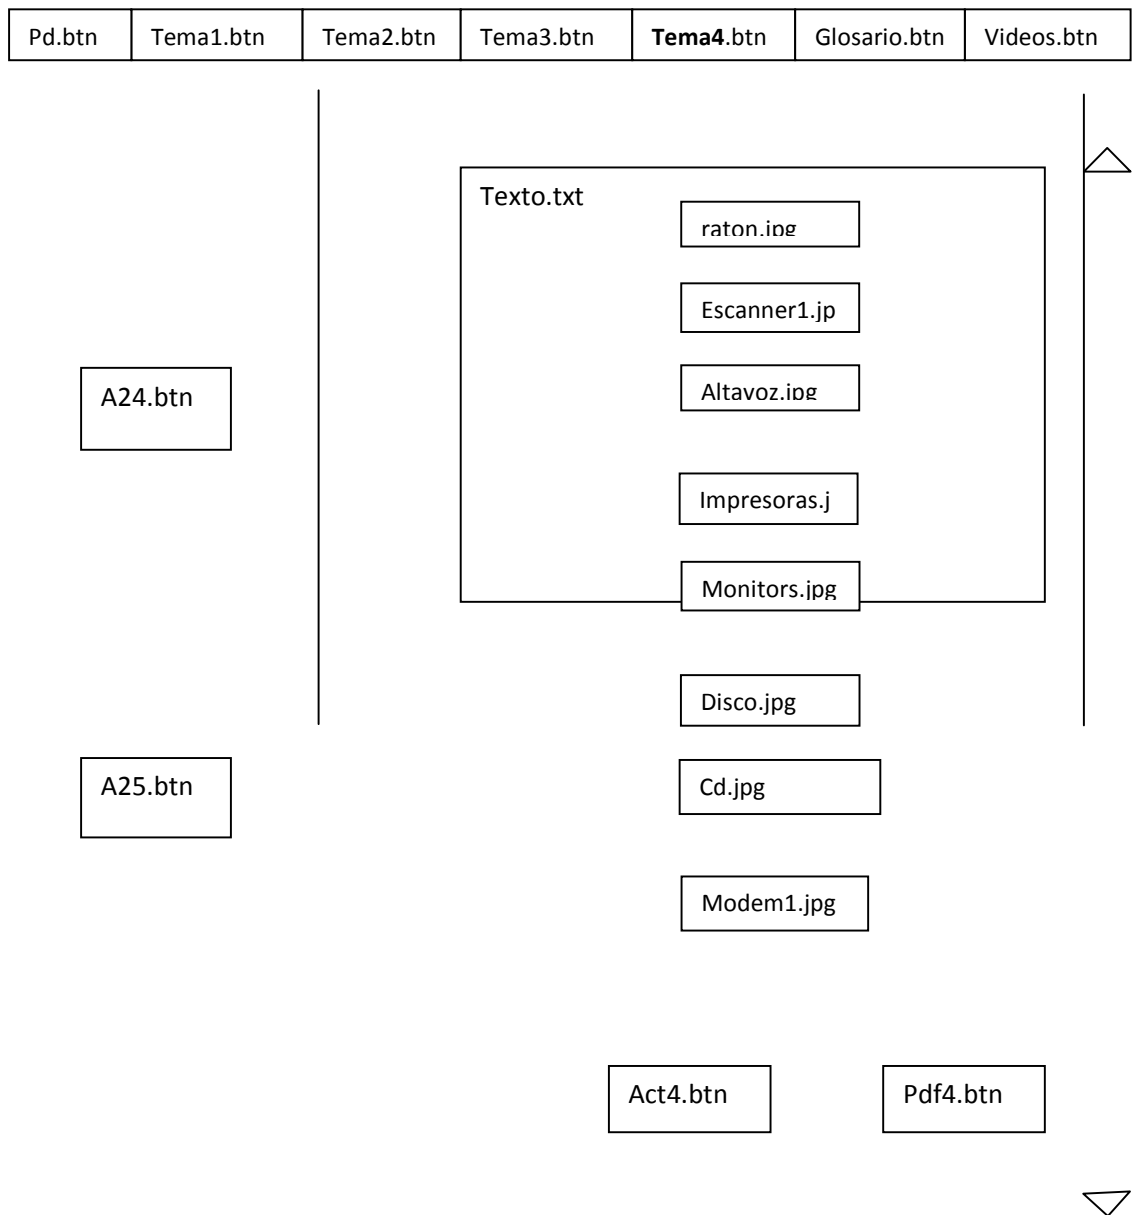 Pd.btn Tema1.btn Tema2.btn Tema3.btn Tema4.btn Glosario.btn Videos.btn
Texto.txt
raton.jpg
Escanner1.jp
Altavoz.jpg
A24.btn
Impresoras.j
Monitors.jpg
Disco.jpg
A25.btn
Cd.jpg
Modem1.jpg
Act4.btn Pdf4.btn